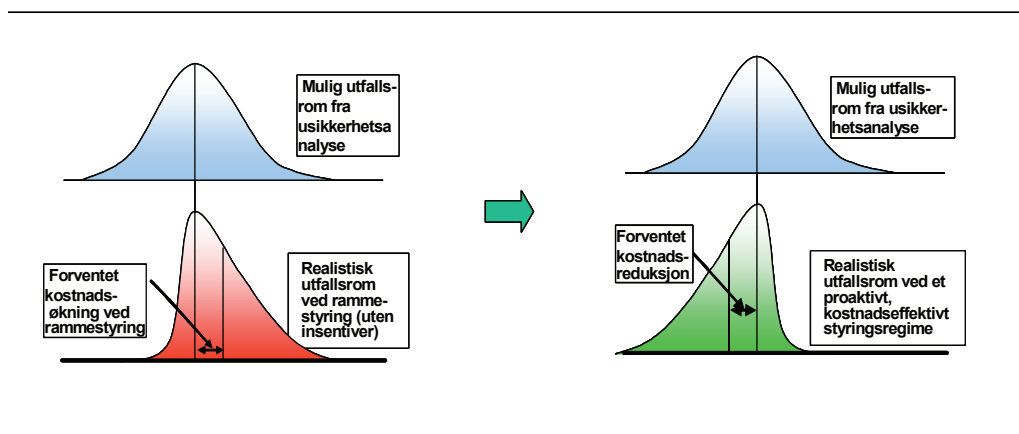 Mulig utfalls-
rom fra
usikkerhetsa
nalyse
Forventet
kostnads-
økning ved
rammestyring
Realistisk
utfallsrom
ved ramme-
styring (uten
insentiver)
Mulig utfalls-
rom fra usikker-
hetsanalyse
Forventet
kostnads-
reduksjon
Realistisk
utfallsrom ved et
proaktivt,
kostnadseffektivt
styringsregime